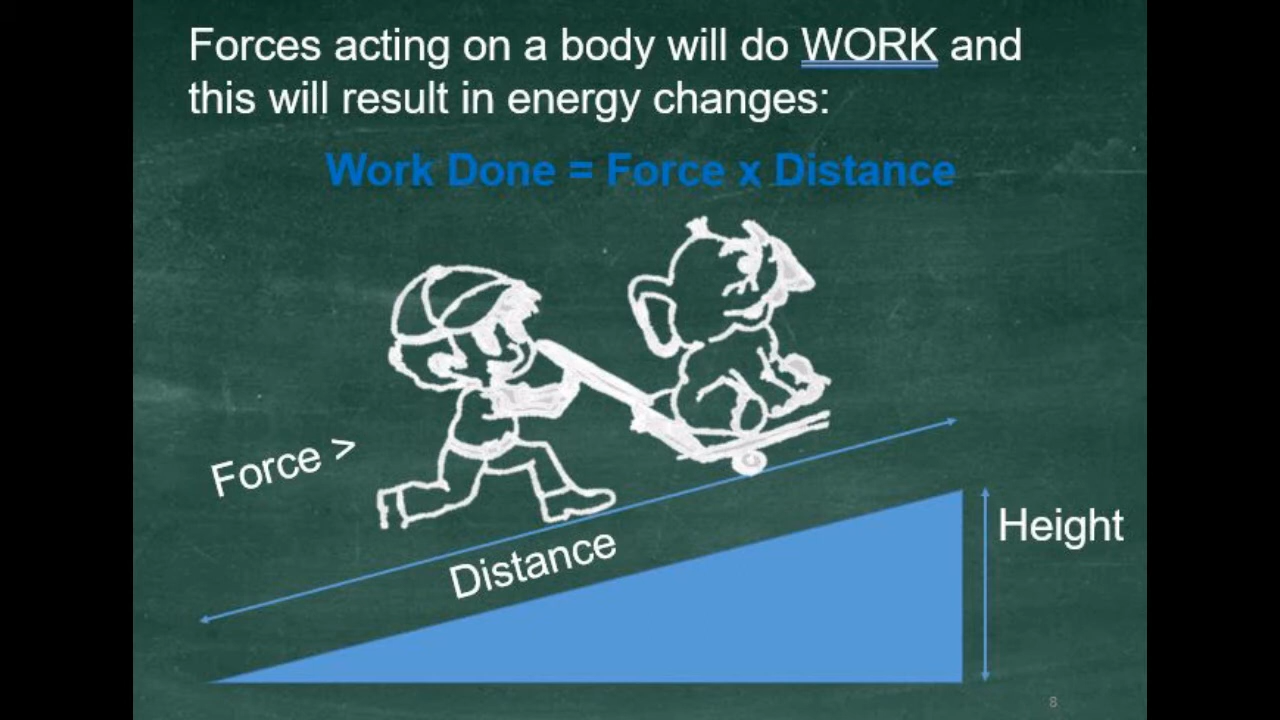 Forces acting on a body will do WORK and
this will result in energy changes:
Work Done = Force x Distance
Force >
Distance
Height
8